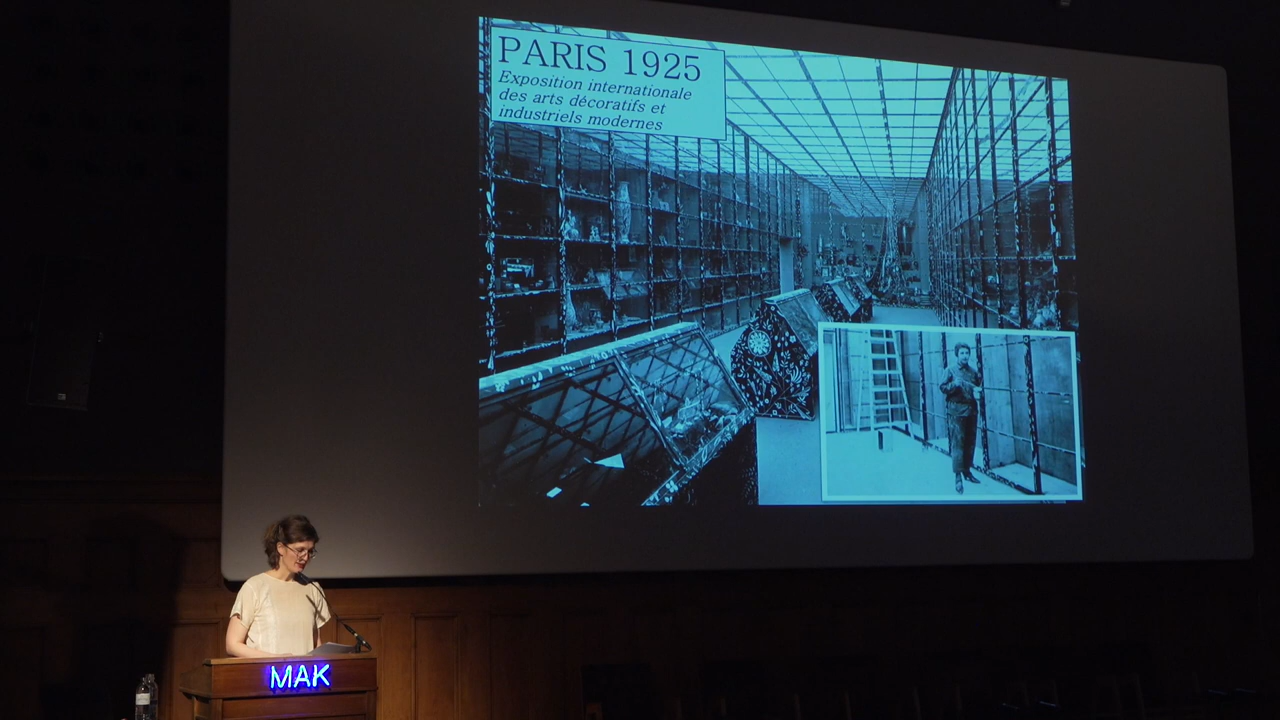 PARIS 1925
Exposition internationale
des arts décoratifs et
industriels modernes
MAK